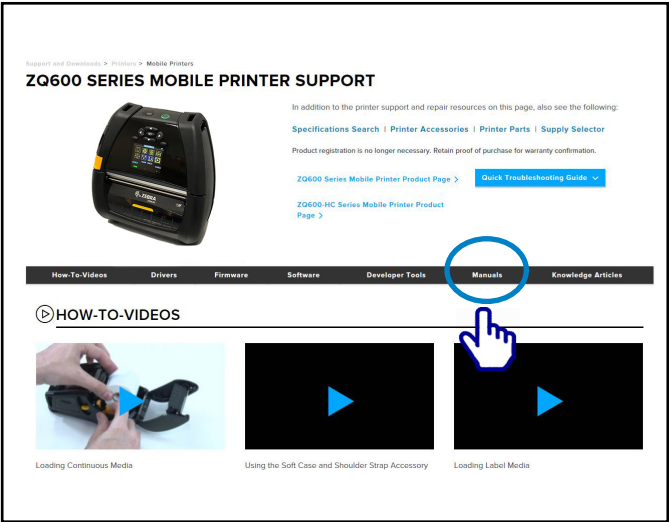 Support and Downloads > Printers > Mobile Printers
ZQ600 SERIES MOBILE PRINTER SUPPORT
In addition to the printer support and repair resources on this page, also see the following:
Specifications Search | Printer Accessories | Printer Parts | Supply Selector
Product registration is no longer necessary. Retain proof of purchase for warranty confirmation.
ZQ600 Series Mobile Printer Product Page >
Quick Troubleshooting Guide
ZQ600-HC Series Mobile Printer Product
Page >
ZEBRA
How-To-Videos Drivers Firmware Software Developer Tools Manuals Knowledge Articles
HOW-TO-VIDEOS
Loading Continuous Media
Using the Soft Case and Shoulder Strap Accessory
Loading Label Media